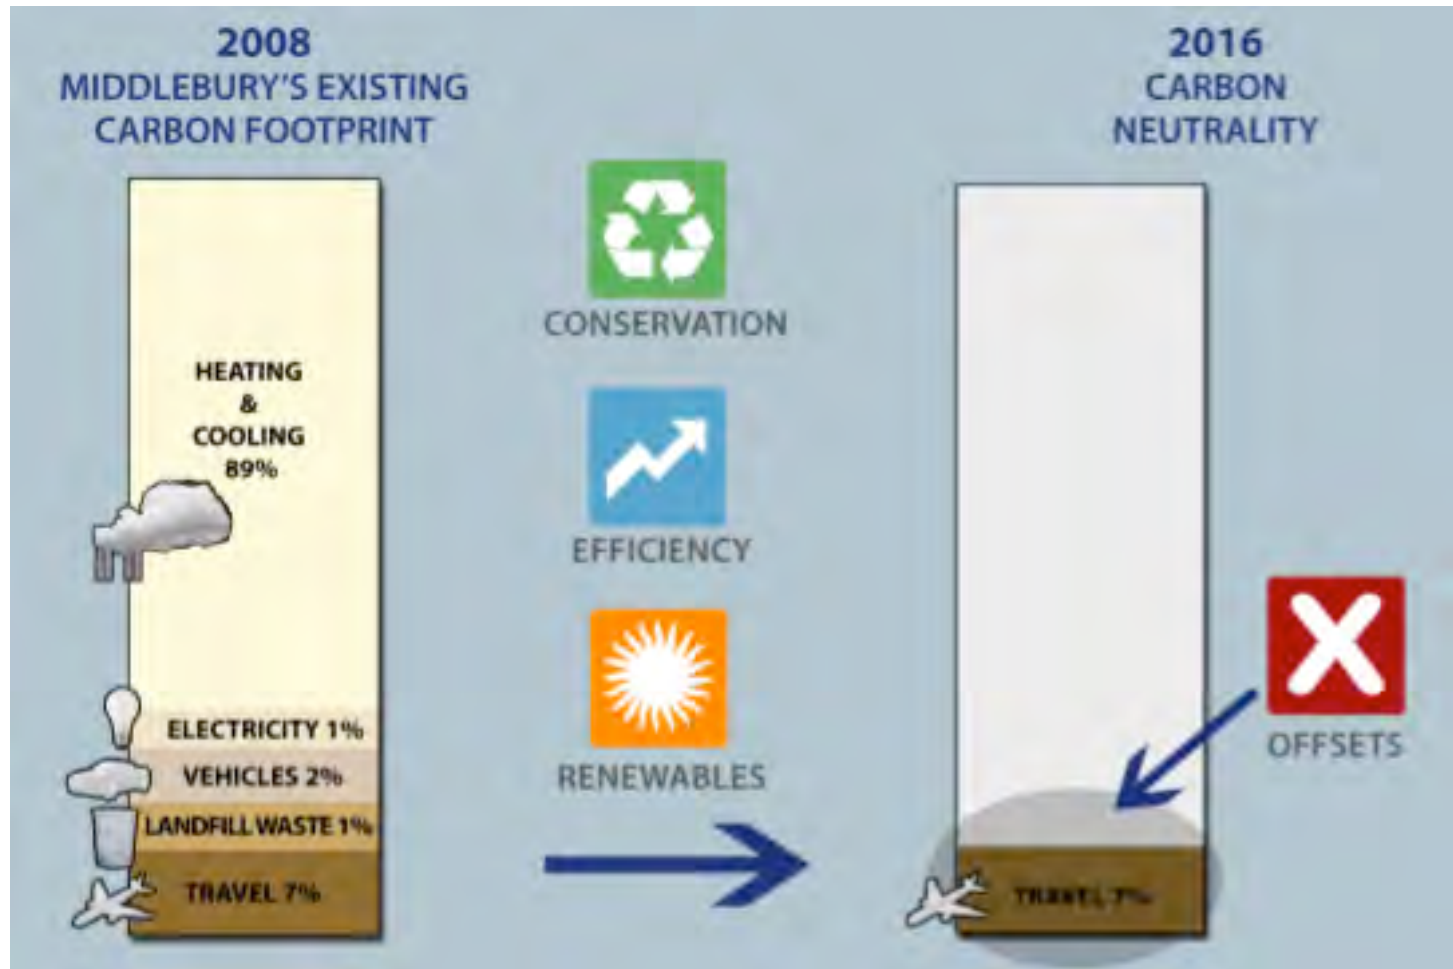 2008
MIDDLEBURY'S EXISTING
CARBON FOOTPRINT
HEATING
&
COOLING
89%
ELECTRICITY 1%
VEHICLES 2%
LANDFILL WASTE 1%
TRAVEL 7%
CONSERVATION
EFFICIENCY
RENEWABLES
2016
CARBON
NEUTRALITY
OFFSETS
TRAVEL 7%